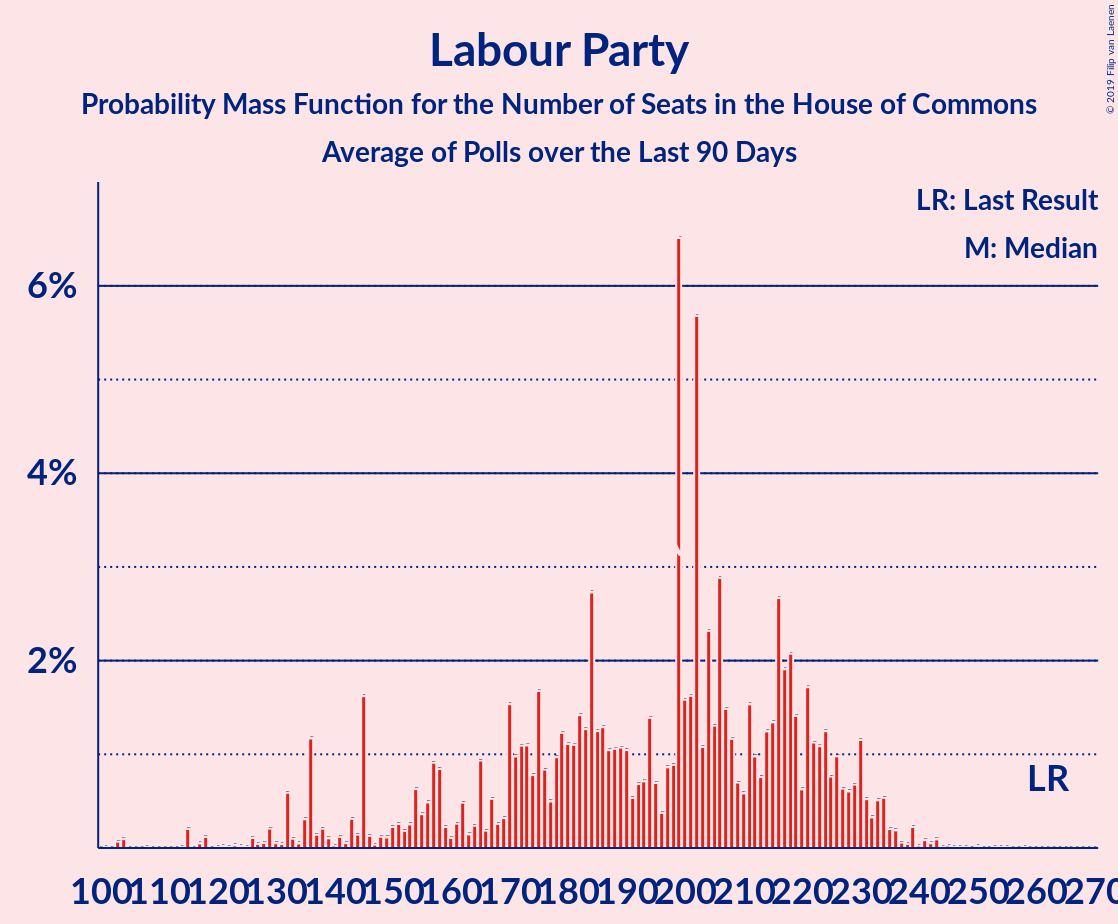 Labour Party
Probability Mass Function for the Number of Seats in the House of Commons
Average of Polls over the Last 90 Days
© 2019 Filip van Laenen
LR: Last Result
M: Median
6%
4%
2%
LR
100 110 120 130 140 150 160 170 180 190 200 210 220 230 240 250 260 270